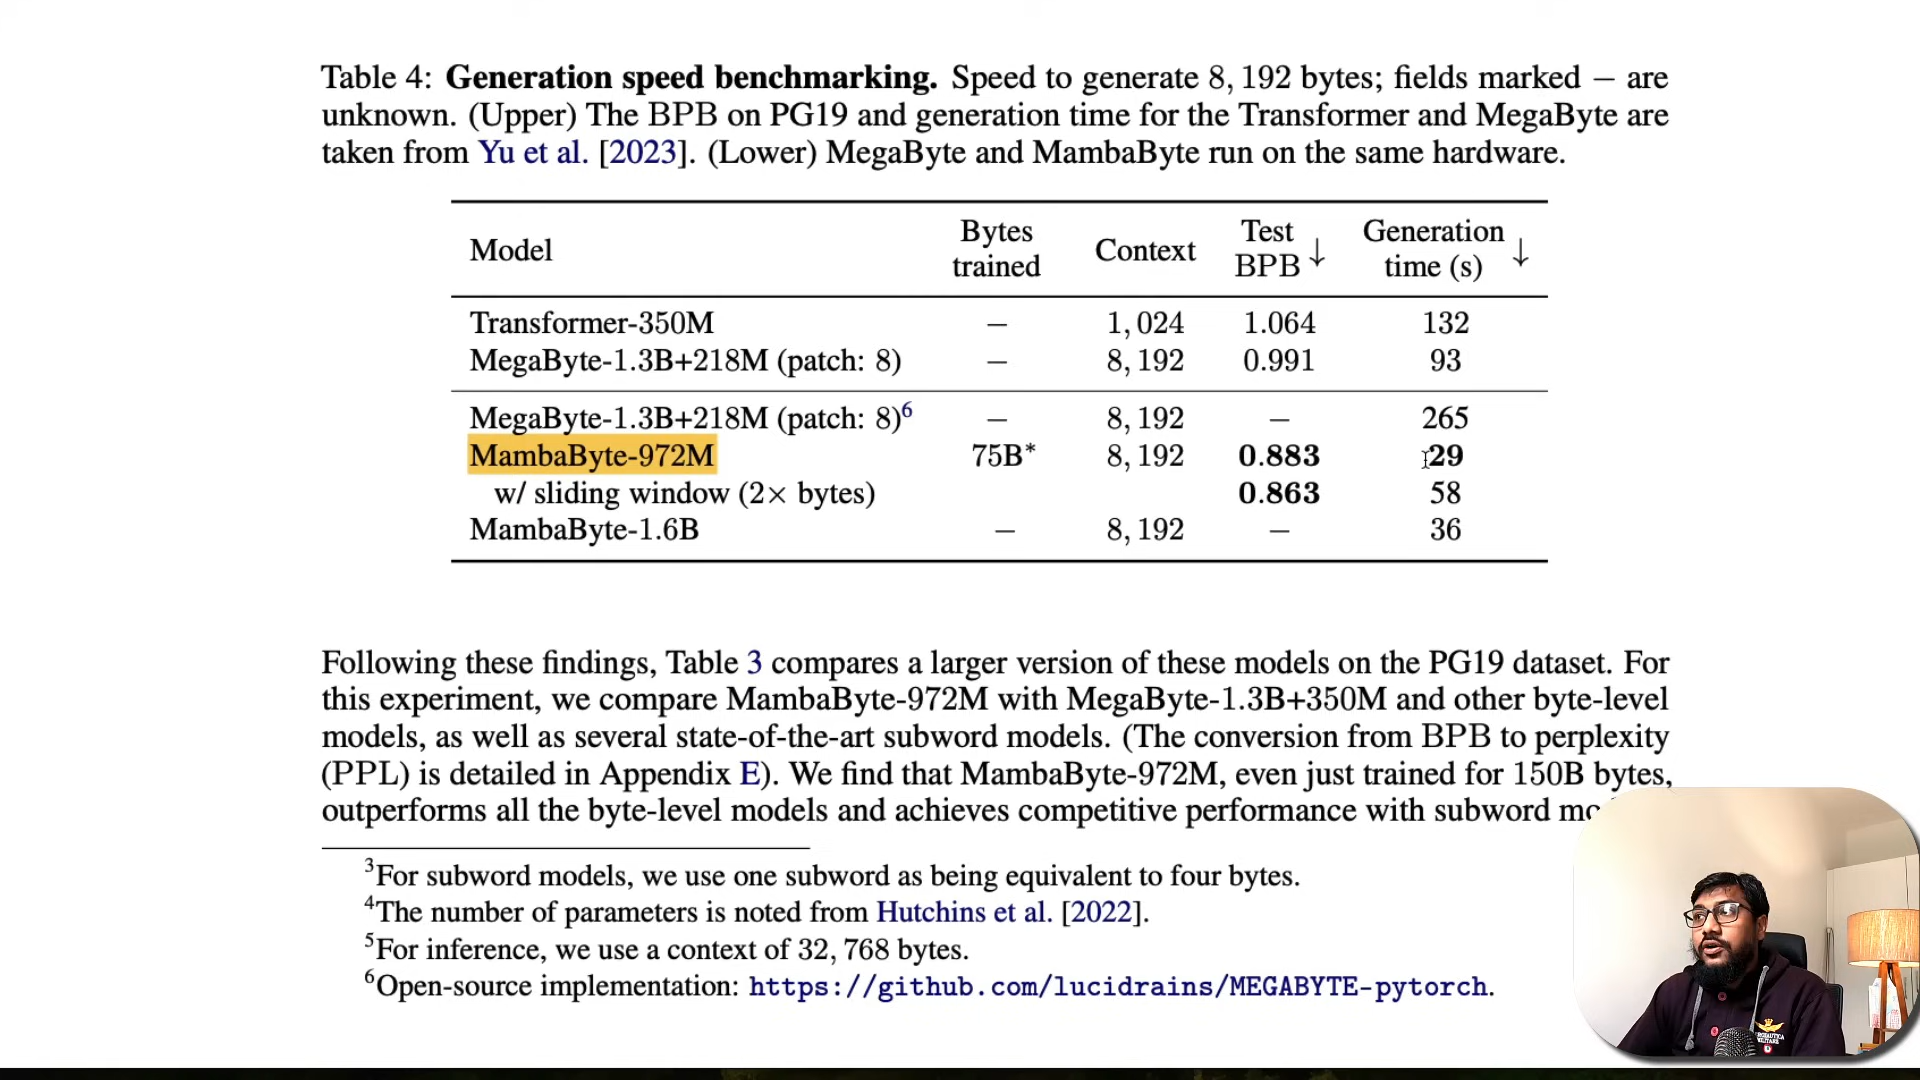 Table 4: Generation speed benchmarking. Speed to generate 8, 192 bytes; fields marked – are
unknown. (Upper) The BPB on PG19 and generation time for the Transformer and MegaByte are
taken from Yu et al. [2023]. (Lower) MegaByte and MambaByte run on the same hardware.
Model Bytes trained Context Test BPB ↓ Generation time (s) ↓
Transformer-350M – 1, 024 1.064 132
MegaByte-1.3B+218M (patch: 8) – 8, 192 0.991 93
MegaByte-1.3B+218M (patch: 8)⁶ – 8, 192 – 265
MambaByte-972M 75B* 8, 192 0.883 29
w/ sliding window (2× bytes) 0.863 58
MambaByte-1.6B – 8, 192 – 36
Following these findings, Table 3 compares a larger version of these models on the PG19 dataset. For
this experiment, we compare MambaByte-972M with MegaByte-1.3B+350M and other byte-level
models, as well as several state-of-the-art subword models. (The conversion from BPB to perplexity
(PPL) is detailed in Appendix E). We find that MambaByte-972M, even just trained for 150B bytes,
outperforms all the byte-level models and achieves competitive performance with subword
³For subword models, we use one subword as being equivalent to four bytes.
⁴The number of parameters is noted from Hutchins et al. [2022].
⁵For inference, we use a context of 32, 768 bytes.
⁶Open-source implementation: https://github.com/lucidrains/MEGABYTE-pytorch.